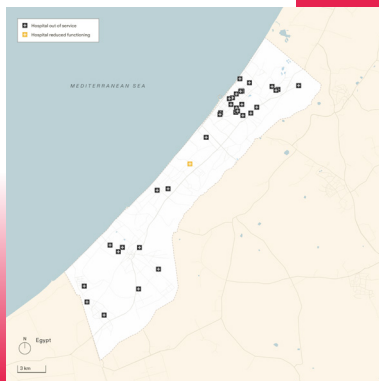 Hospital out of service
Hospital reduced functioning
MEDITERRANEAN SEA
N
Egypt
2 km